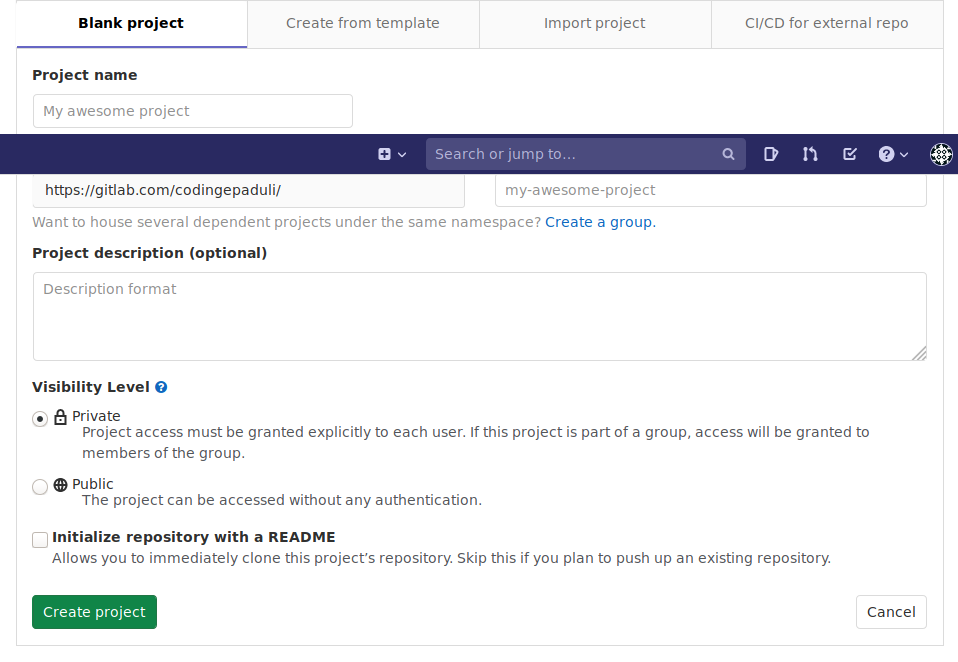 Blank project
Create from template
Import project
CI/CD for external repo
Project name
My awesome project
Search or jump to...
https://gitlab.com/codingepaduli/
my-awesome-project
Want to house several dependent projects under the same namespace? Create a group.
Project description (optional)
Description format
Visibility Level
Private
Project access must be granted explicitly to each user. If this project is part of a group, access will be granted to
members of the group.
Public
The project can be accessed without any authentication.
Initialize repository with a README
Allows you to immediately clone this project’s repository. Skip this if you plan to push up an existing repository.
Create project
Cancel